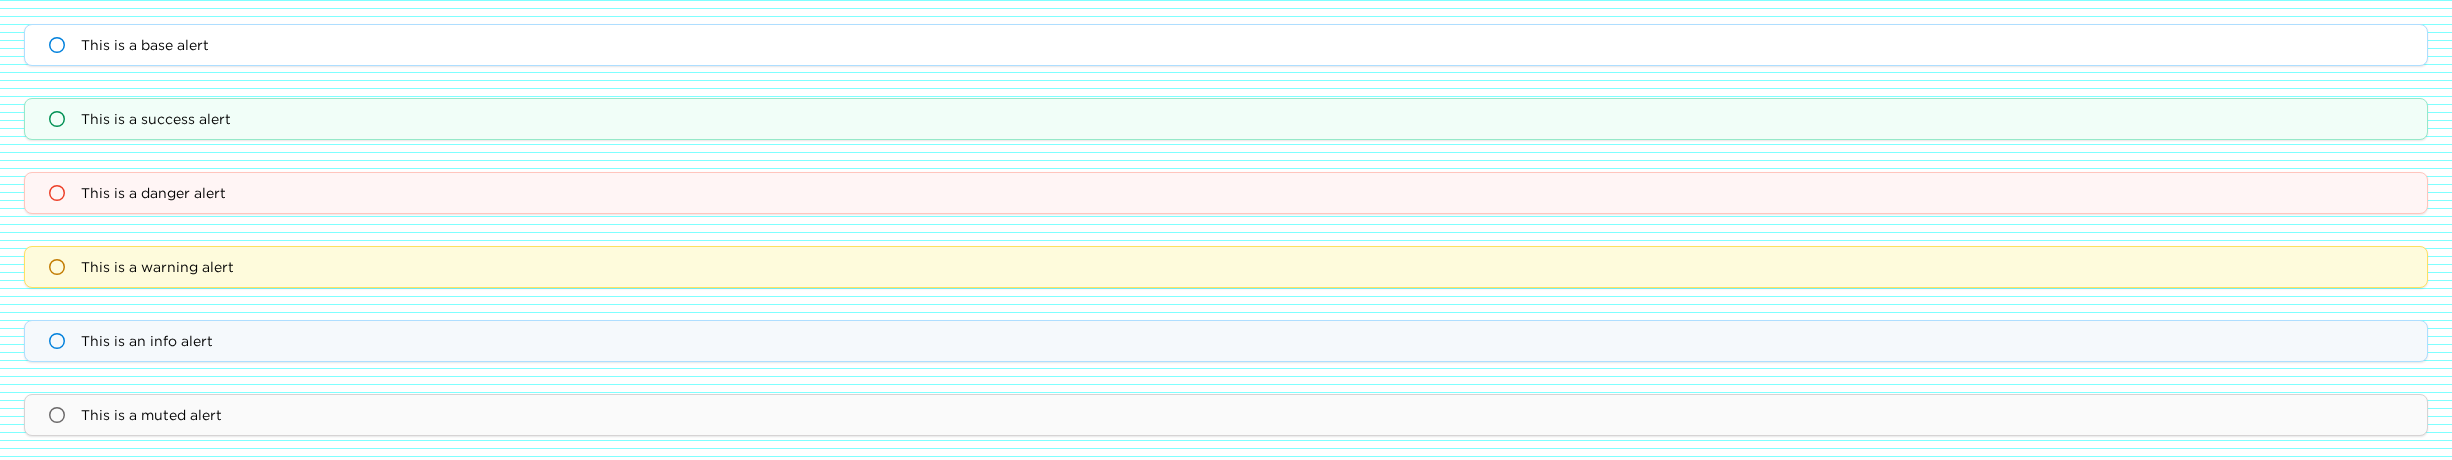 This is a base alert
This is a success alert
This is a danger alert
This is a warning alert
This is an info alert
This is a muted alert